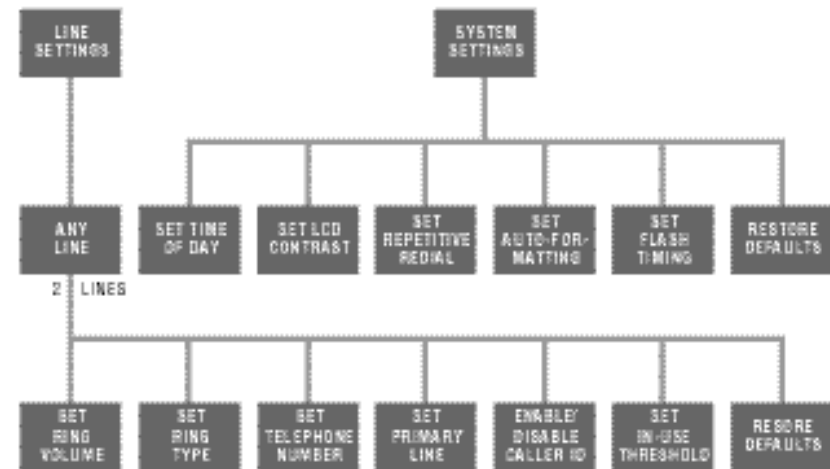 LINE
SETTINGS
SYSTEM
SETTINGS
ANY
LINE
SET TIME
OF DAY
SET LCD
CONTRAST
SET
REPETITIVE
REDIAL
SET
AUTO-FOR-
MATTING
SET
FLASH
TIMING
RESTORE
DEFAULTS
2 LINES
SET
RING
VOLUME
SET
RING
TYPE
SET
TELEPHONE
NUMBER
SET
PRIMARY
LINE
ENABLE/
DISABLE
CALLER ID
SET
IN-USE
THRESHOLD
RESORE
DEFAULTS